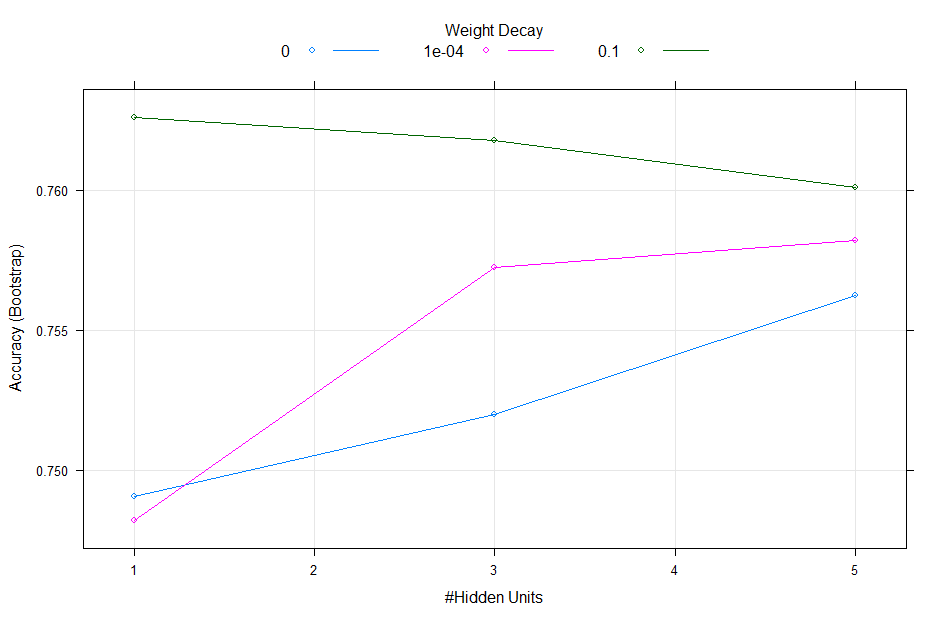 Weight Decay
0 1e-04 0.1
0.760
0.755
0.750
Accuracy (Bootstrap)
1 2 3 4 5
#Hidden Units